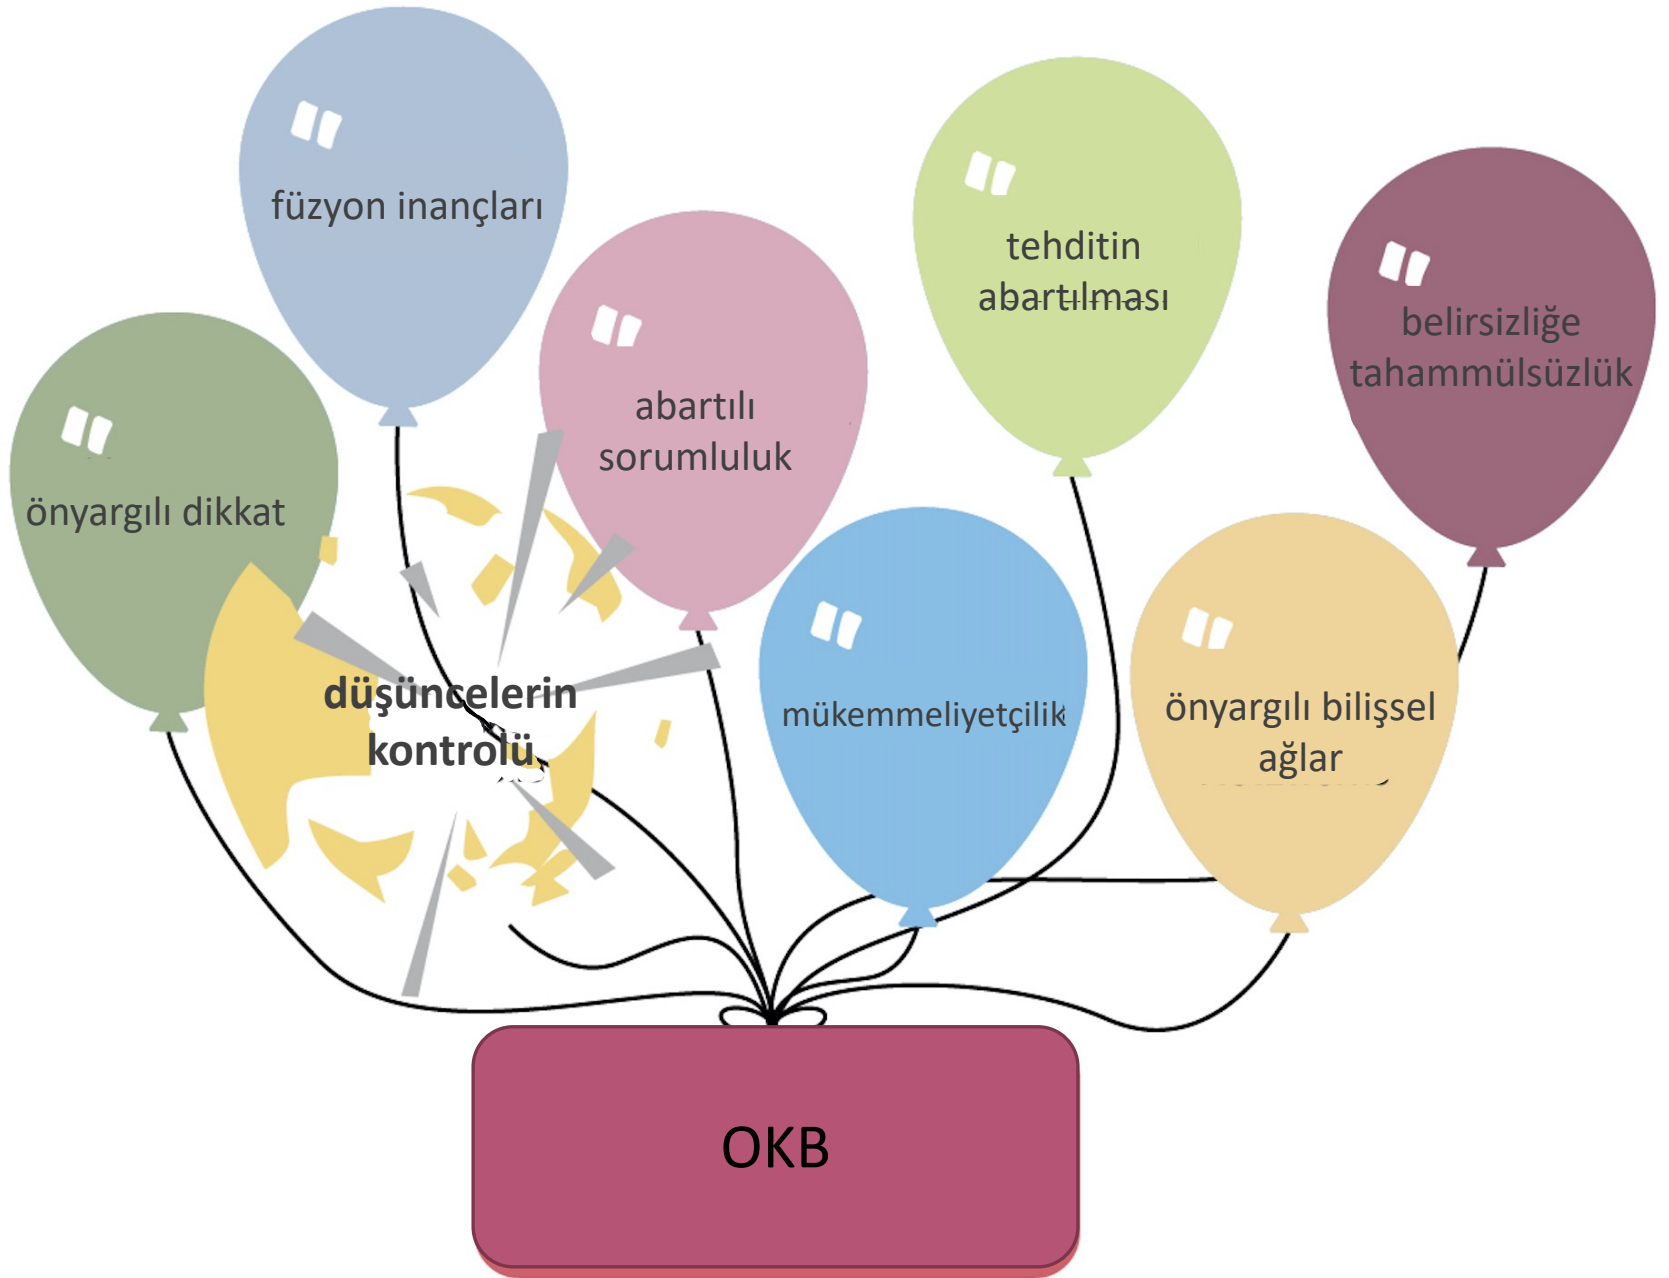 füzyon inançları
tehditin
abartılması
belirsizliğe
tahammülsüzlük
abartılı
sorumluluk
önyargılı dikkat
düşüncelerin
kontrolü
mükemmeliyetçilik
önyargılı bilişsel
ağlar
OKB